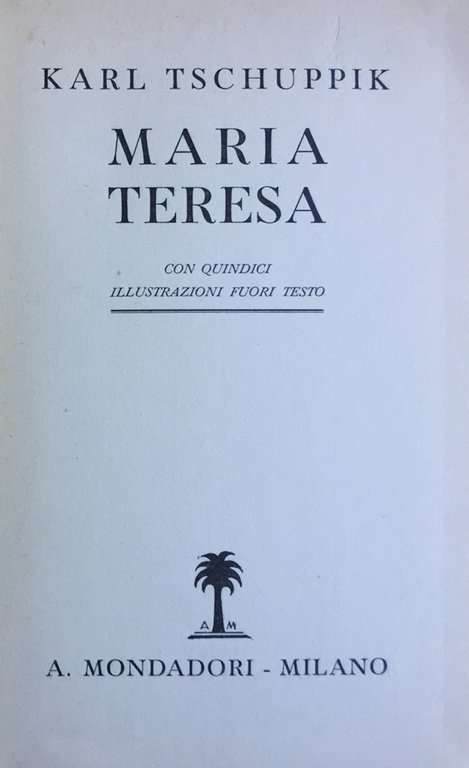 KARL TSCHUPPIK
MARIA
TERESA
CON QUINDICI
ILLUSTRAZIONI FUORI TESTO
A M
A. MONDADORI - MILANO